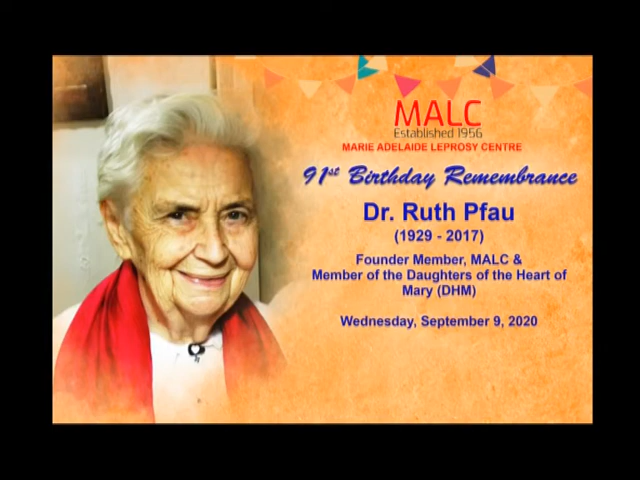 MALC
Established 1956
MARIE ADELAIDE LEPROSY CENTRE
91st Birthday Remembrance
Dr. Ruth Pfau
(1929 - 2017)
Founder Member, MALC &
Member of the Daughters of the Heart of
Mary (DHM)
Wednesday, September 9, 2020